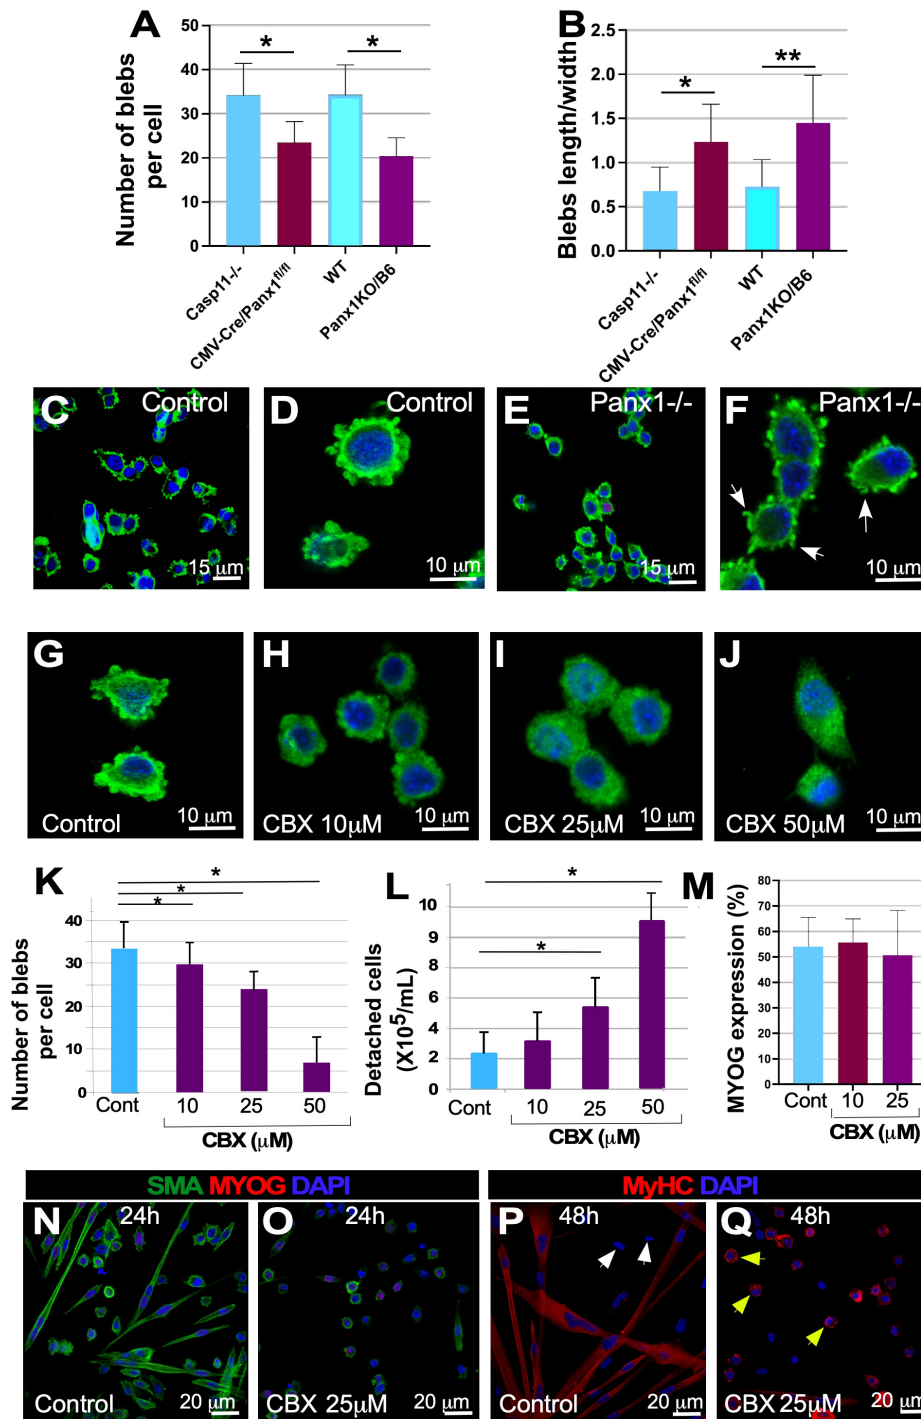 A
Number of blebs
per cell
50
40
30
20
10
0
*
*
Casp11-/-
CMV-Cre/Panx1fl/fl
WT
Panx1KO/B6
B
Blebs length/width
2.5
2.0
1.5
1.0
0.5
0.0
*
**
Casp11-/-
CMV-Cre/Panx1fl/fl
WT
Panx1KO/B6
C
Control
15 µm
D
Control
10 µm
E
Panx1-/-
15 µm
F
Panx1-/-
10 µm
G
Control
10 µm
H
CBX 10µM
10 µm
I
CBX 25µM
10 µm
J
CBX 50µM
10 µm
K
Number of blebs
per cell
40
30
20
10
0
*
*
*
Cont
10
25
50
CBX (µM)
L
Detached cells
(X10⁵/mL)
10
9
8
6
4
2
0
*
*
Cont
10
25
50
CBX (µM)
M
MYOG expression (%)
80
70
60
50
40
30
20
10
0
Cont
10
25
CBX (µM)
SMA MYOG DAPI
MyHC DAPI
N
24h
Control
20 µm
O
24h
CBX 25µM
20 µm
P
48h
Control
20 µm
Q
48h
CBX 25µM
20 µm